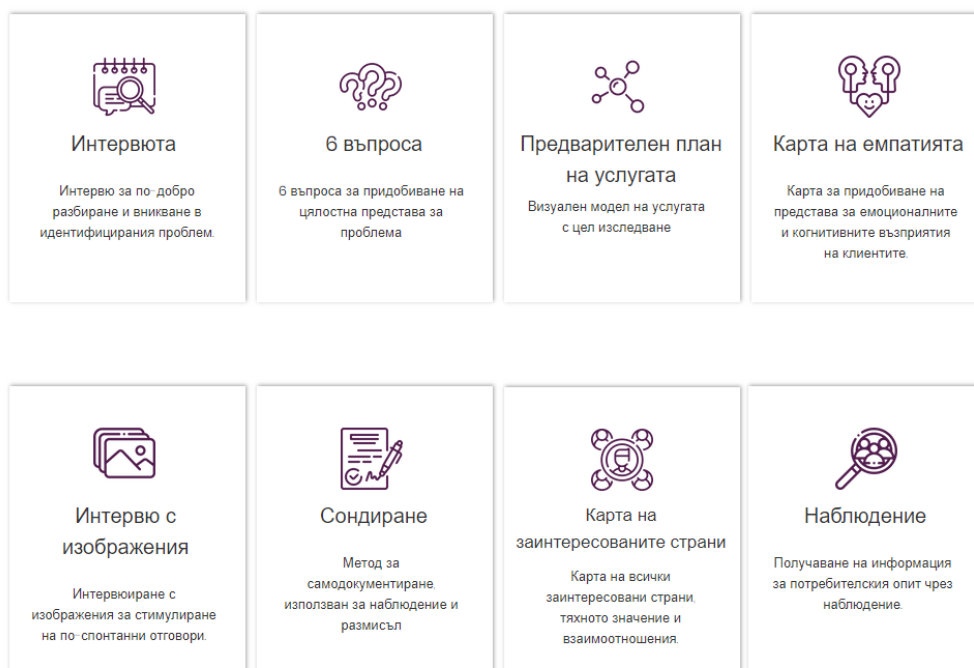 Интервюта
Интервю за по-добро
разбиране и вникване в
идентифицирания проблем.
6 въпроса
6 въпроса за придобиване на
цялостна представа за
проблема
Предварителен план
на услугата
Визуален модел на услугата
с цел изследване
Карта на емпатията
Карта за придобиване на
представа за емоционалните
и когнитивните възприятия
на клиентите.
Интервю с
изображения
Интервюиране с
изображения за стимулиране
на по-спонтанни отговори.
Сондиране
Метод за
самодокументиране,
използван за наблюдение и
размисъл
Карта на
заинтересованите страни
Карта на всички
заинтересовани страни,
тяхното значение и
взаимоотношения.
Наблюдение
Получаване на информация
за потребителския опит чрез
наблюдение.